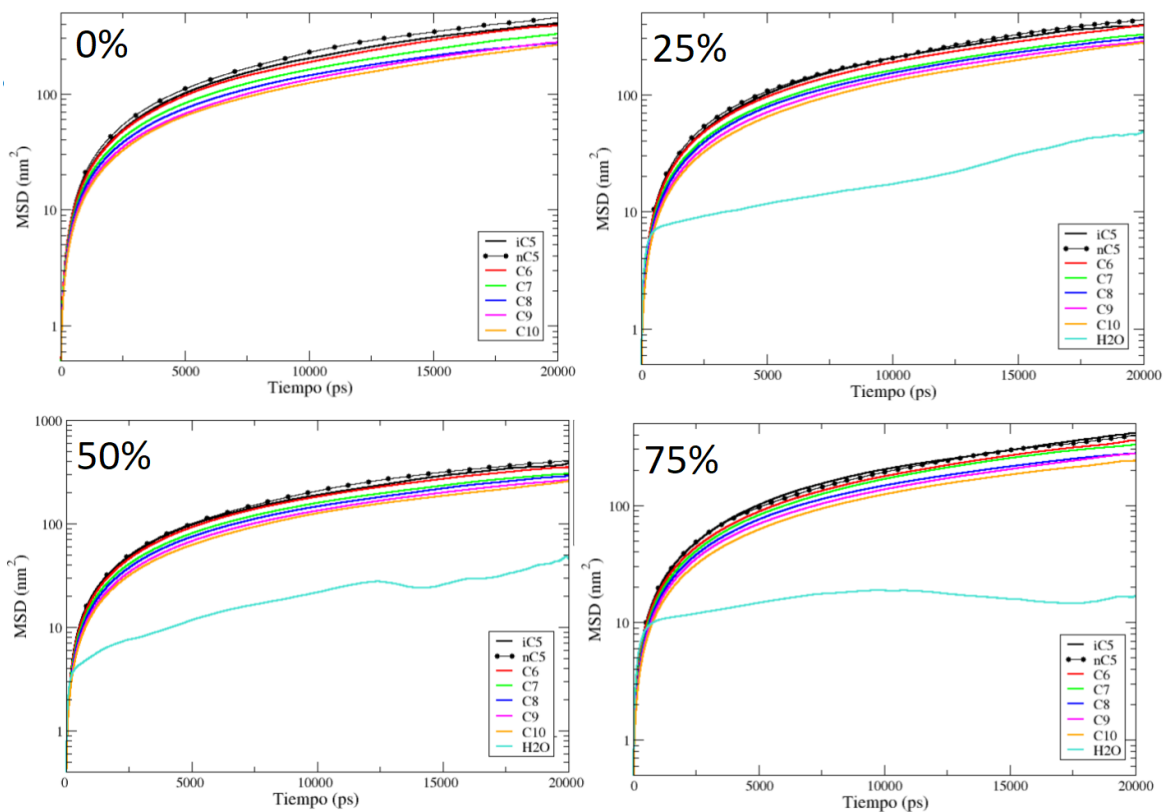 0%
MSD (nm²)
100
10
1
iC5
nC5
C6
C7
C8
C9
C10
0 5000 10000 15000 20000
Tiempo (ps)
25%
MSD (nm²)
100
10
1
iC5
nC5
C6
C7
C8
C9
C10
H2O
0 5000 10000 15000 20000
Tiempo (ps)
50%
MSD (nm²)
1000
100
10
1
iC5
nC5
C6
C7
C8
C9
C10
H2O
0 5000 10000 15000 20000
Tiempo (ps)
75%
MSD (nm²)
100
10
1
iC5
nC5
C6
C7
C8
C9
C10
H2O
0 5000 10000 15000 20000
Tiempo (ps)